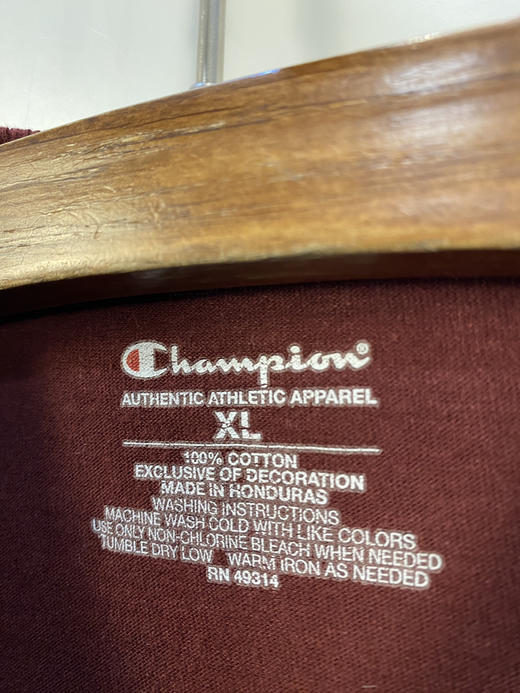 Champion®
AUTHENTIC ATHLETIC APPAREL
XL
100% COTTON
EXCLUSIVE OF DECORATION
MADE IN HONDURAS
WASHING INSTRUCTIONS
MACHINE WASH COLD WITH LIKE COLORS
USE ONLY NON-CHLORINE BLEACH WHEN NEEDED
TUMBLE DRY LOW WARM IRON AS NEEDED
RN 49314